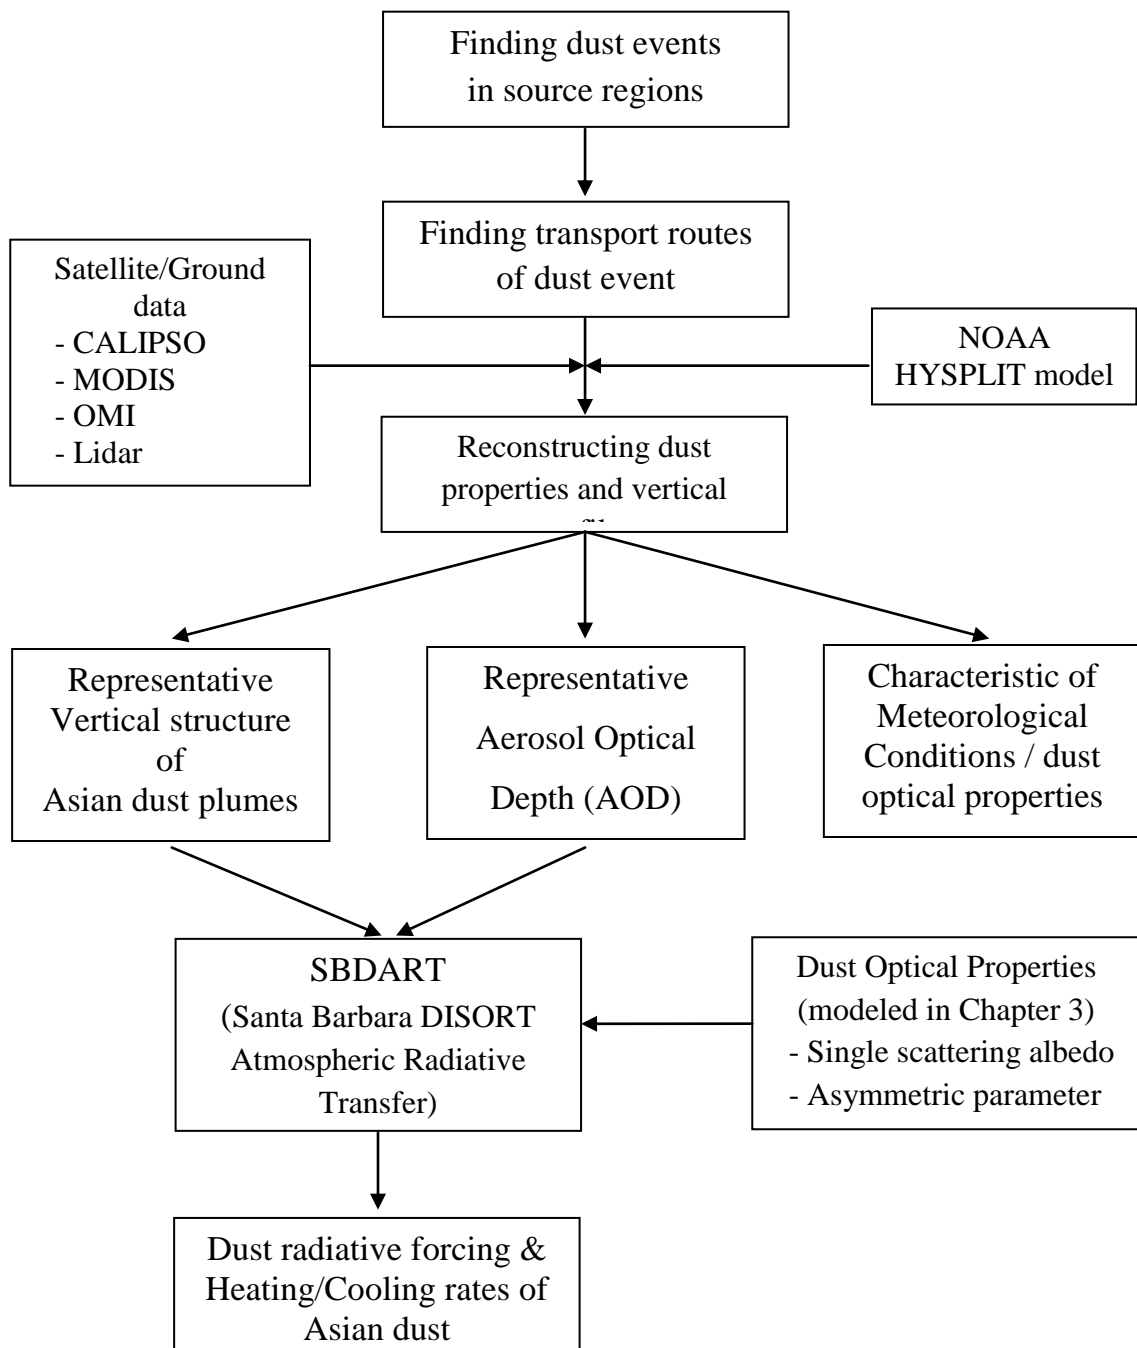 Finding dust events
in source regions
Finding transport routes
of dust event
Satellite/Ground
data
- CALIPSO
- MODIS
- OMI
- Lidar
NOAA
HYSPLIT model
Reconstructing dust
properties and vertical
Representative
Vertical structure
of
Asian dust plumes
Representative
Aerosol Optical
Depth (AOD)
Characteristic of
Meteorological
Conditions / dust
optical properties
SBDART
(Santa Barbara DISORT
Atmospheric Radiative
Transfer)
Dust Optical Properties
(modeled in Chapter 3)
- Single scattering albedo
- Asymmetric parameter
Dust radiative forcing &
Heating/Cooling rates of
Asian dust